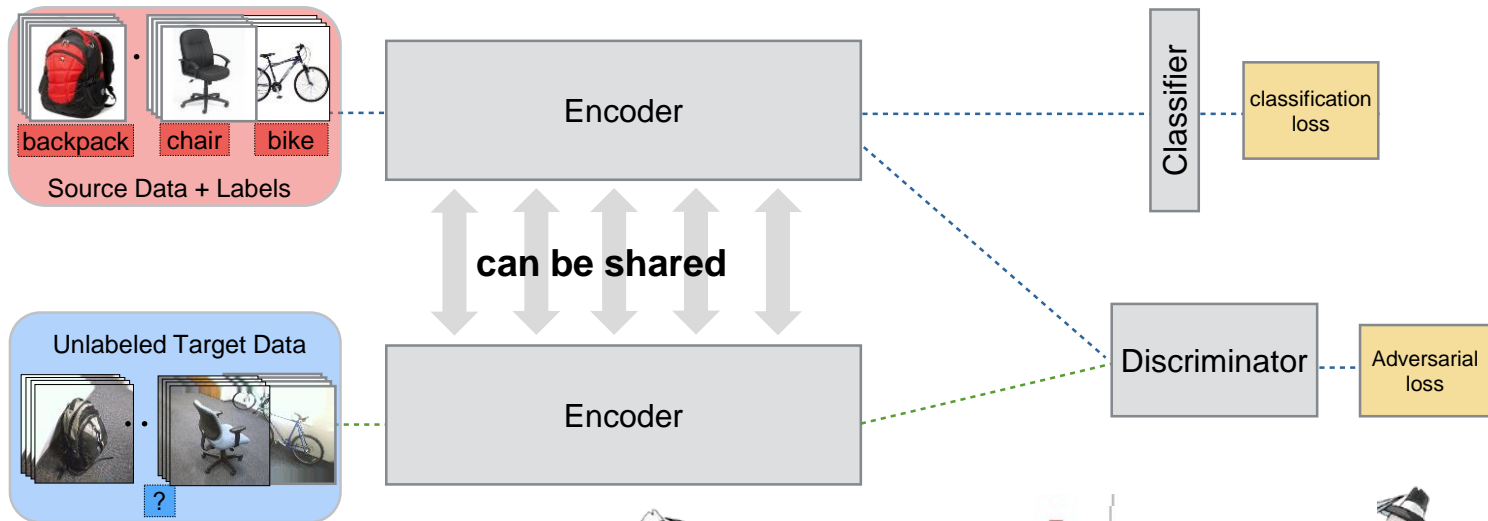 backpack
chair
bike
Source Data + Labels
Encoder
Classifier
classification
loss
can be shared
Unlabeled Target Data
?
Encoder
Discriminator
Adversarial
loss